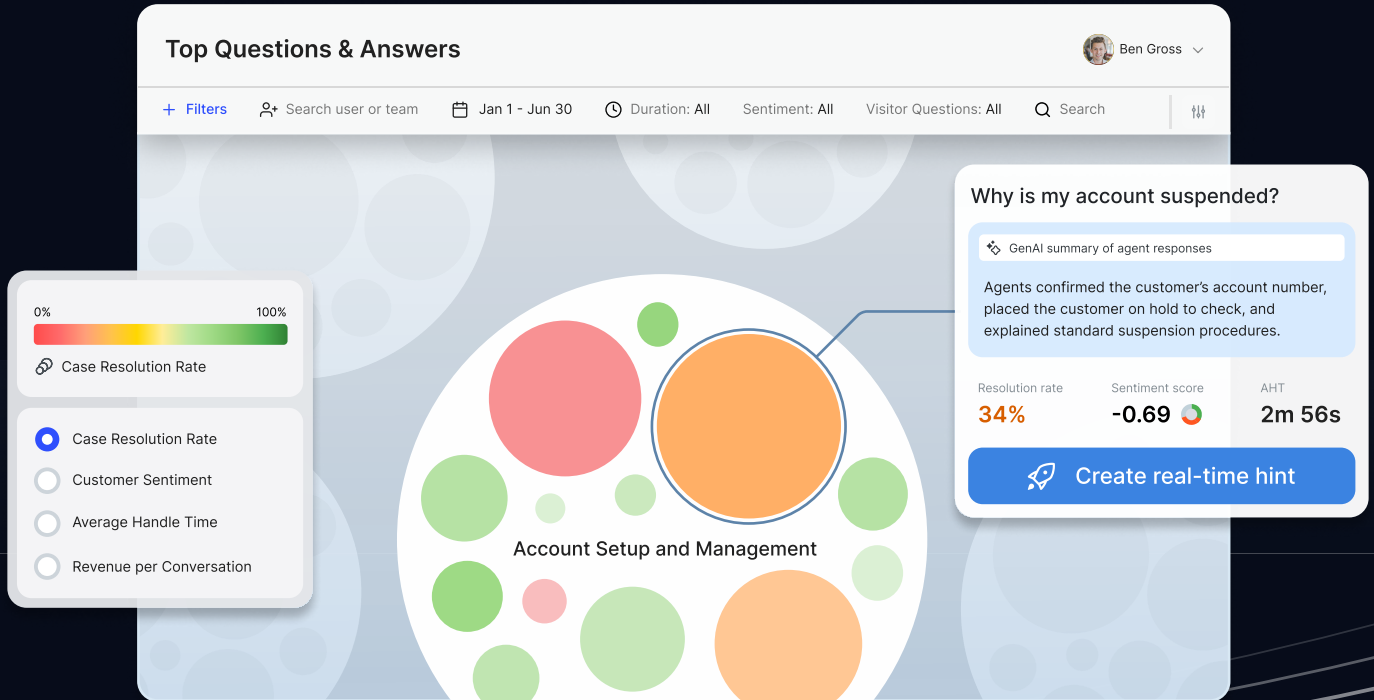 Top Questions & Answers
Ben Gross
Filters
Search user or team
Jan 1 - Jun 30
Duration: All
Sentiment: All
Visitor Questions: All
Search
Why is my account suspended?
GenAI summary of agent responses
Agents confirmed the customer’s account number,
placed the customer on hold to check, and
explained standard suspension procedures.
Resolution rate
Sentiment score
AHT
34%
-0.69
2m 56s
Create real-time hint
0%
100%
Case Resolution Rate
Case Resolution Rate
Customer Sentiment
Average Handle Time
Revenue per Conversation
Account Setup and Management